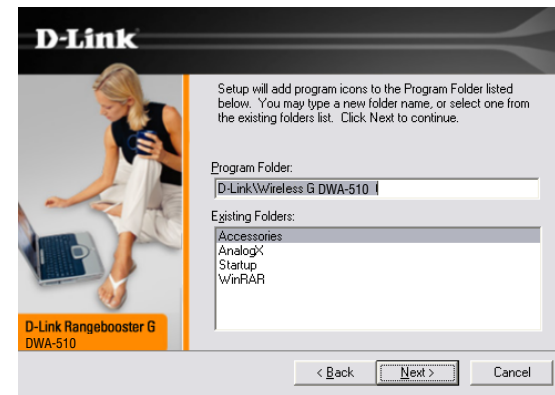 D-Link
Setup will add program icons to the Program Folder listed
below. You may type a new folder name, or select one from
the existing folders list. Click Next to continue.
Program Folder:
D-Link\Wireless G DWA-510
Existing Folders:
Accessories
AnalogX
Startup
WinRAR
D-Link Rangebooster G
DWA-510
< Back
Next >
Cancel